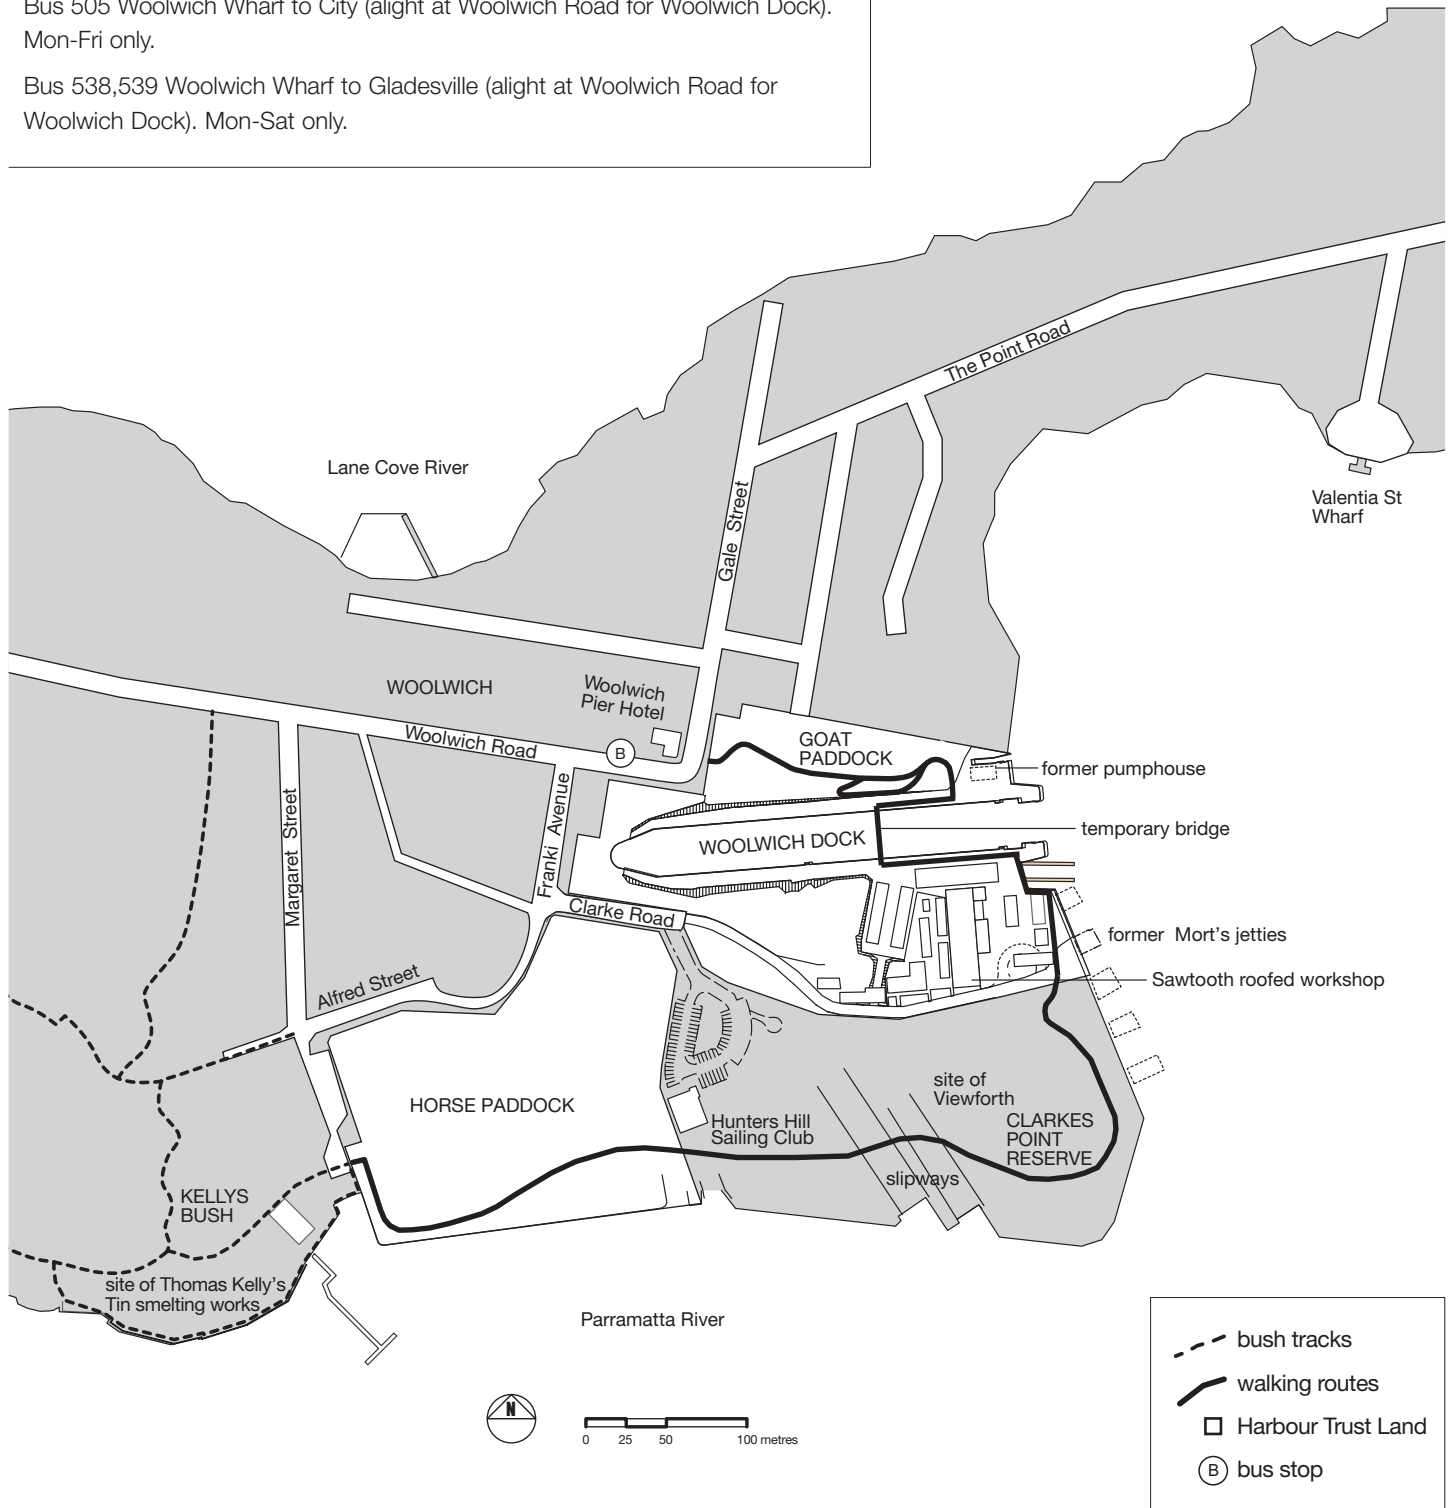 Bus 505 Woolwich Wharf to City (alight at Woolwich Road for Woolwich Dock).
Mon-Fri only.
Bus 538,539 Woolwich Wharf to Gladesville (alight at Woolwich Road for
Woolwich Dock). Mon-Sat only.
The Point Road
Lane Cove River
Valentia St
Wharf
Gale Street
WOOLWICH
Woolwich
Pier Hotel
Woolwich Road
B
GOAT
PADDOCK
former pumphouse
temporary bridge
WOOLWICH DOCK
Margaret Street
Franki Avenue
Clarke Road
former Mort's jetties
Sawtooth roofed workshop
Alfred Street
HORSE PADDOCK
site of
Viewforth
Hunters Hill
Sailing Club
CLARKES
POINT
RESERVE
slipways
KELLYS
BUSH
site of Thomas Kelly's
Tin smelting works
Parramatta River
N
0 25 50 100 metres
bush tracks
walking routes
Harbour Trust Land
B bus stop